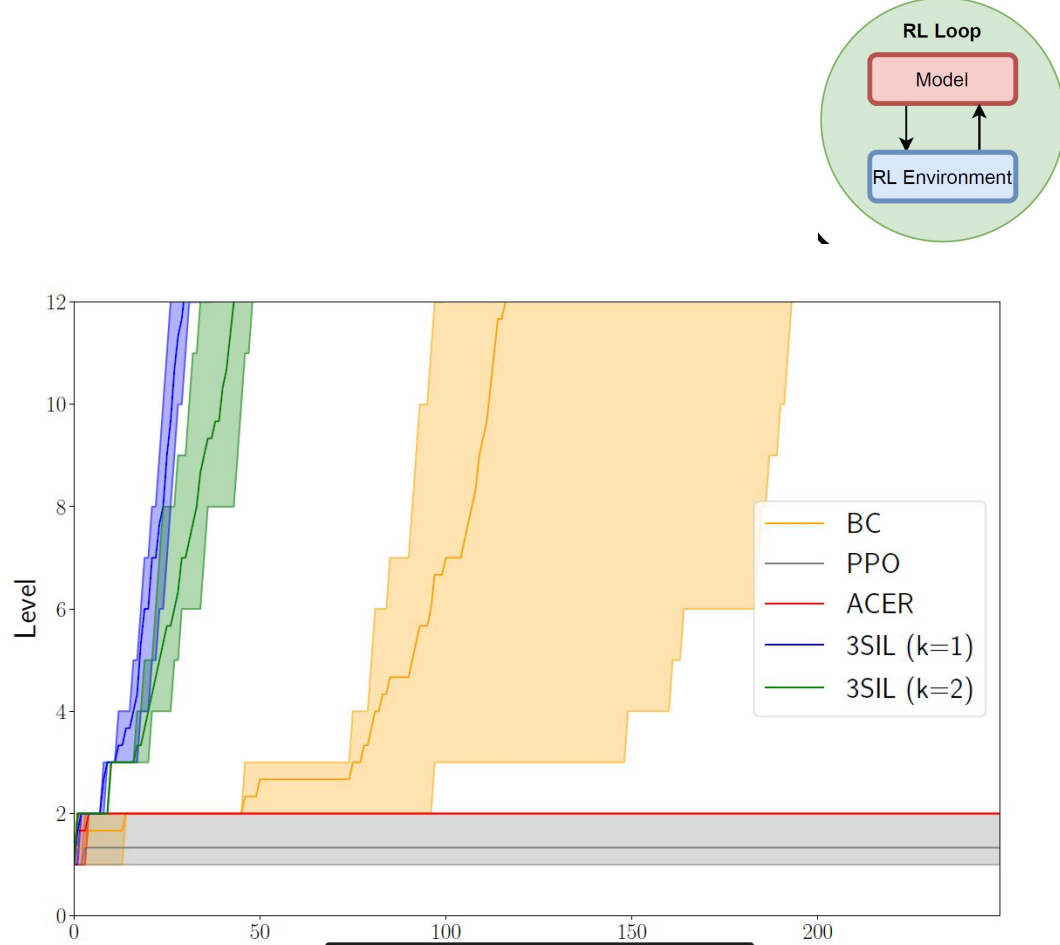 RL Loop
Model
RL Environment
12
10
8
6
4
2
0
Level
BC
PPO
ACER
3SIL (k=1)
3SIL (k=2)
0 50 100 150 200